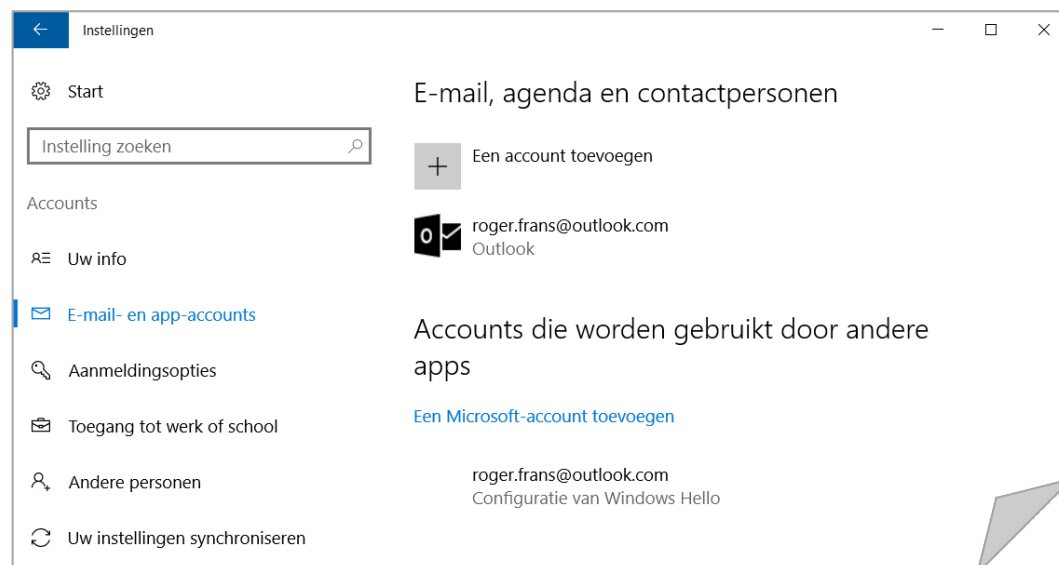 Instellingen
Start
Instelling zoeken
Accounts
Uw info
E-mail- en app-accounts
Aanmeldingsopties
Toegang tot werk of school
Andere personen
Uw instellingen synchroniseren
E-mail, agenda en contactpersonen
Een account toevoegen
roger.frans@outlook.com
Outlook
Accounts die worden gebruikt door andere
apps
Een Microsoft-account toevoegen
roger.frans@outlook.com
Configuratie van Windows Hello